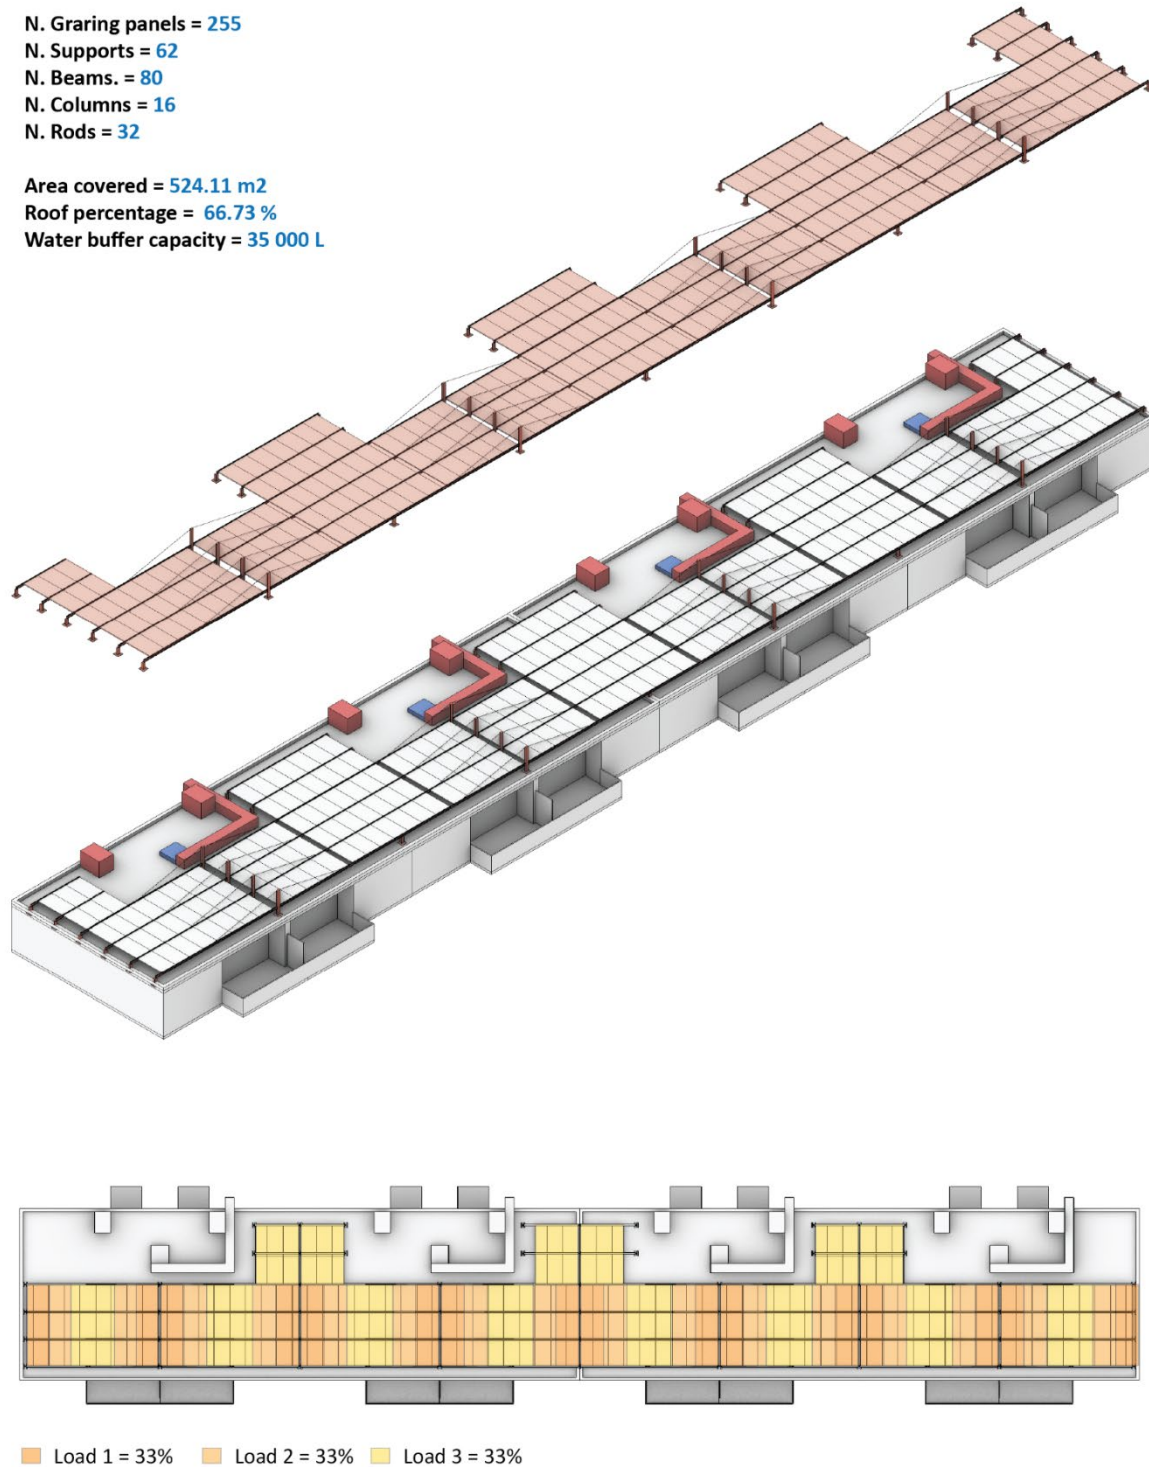 N. Graring panels = 255
N. Supports = 62
N. Beams. = 80
N. Columns = 16
N. Rods = 32
Area covered = 524.11 m2
Roof percentage = 66.73 %
Water buffer capacity = 35 000 L
Load 1 = 33% Load 2 = 33% Load 3 = 33%